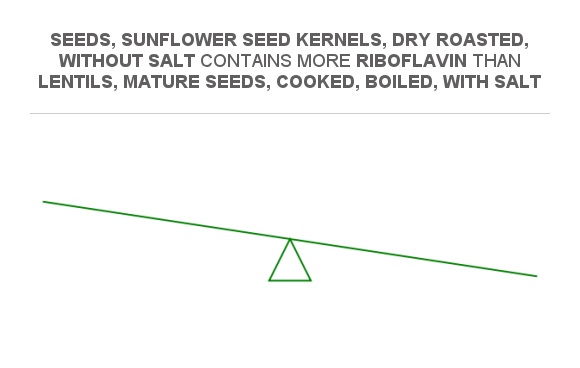 SEEDS, SUNFLOWER SEED KERNELS, DRY ROASTED,
WITHOUT SALT CONTAINS MORE RIBOFLAVIN THAN
LENTILS, MATURE SEEDS, COOKED, BOILED, WITH SALT